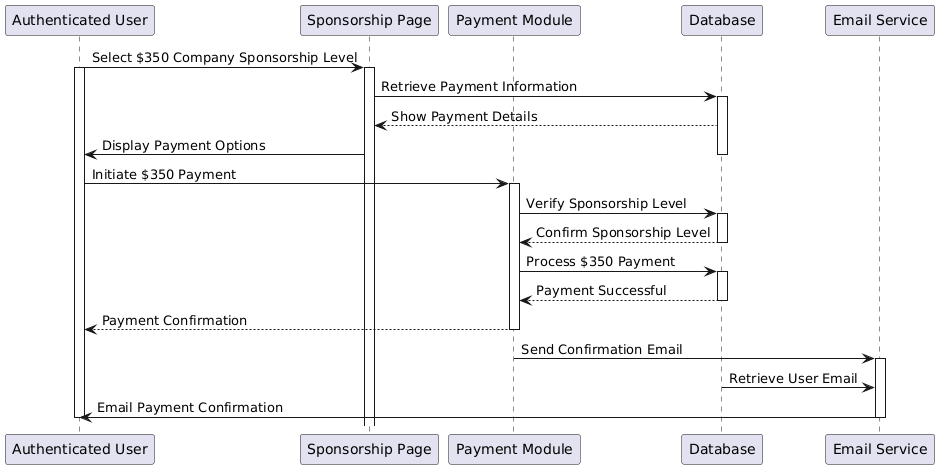 Authenticated User
Sponsorship Page
Payment Module
Database
Email Service
Select $350 Company Sponsorship Level
Retrieve Payment Information
Show Payment Details
Display Payment Options
Initiate $350 Payment
Verify Sponsorship Level
Confirm Sponsorship Level
Process $350 Payment
Payment Successful
Payment Confirmation
Send Confirmation Email
Retrieve User Email
Email Payment Confirmation
Authenticated User
Sponsorship Page
Payment Module
Database
Email Service